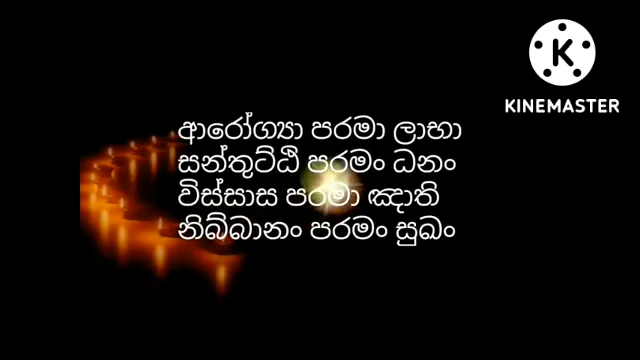 KINEMASTER
ආරෝග්‍යා පරමා ලාභා
සන්තුට්ඨි පරමං ධනං
විස්සාස පරමා ඤාති
නිබ්බානං පරමං සුඛං